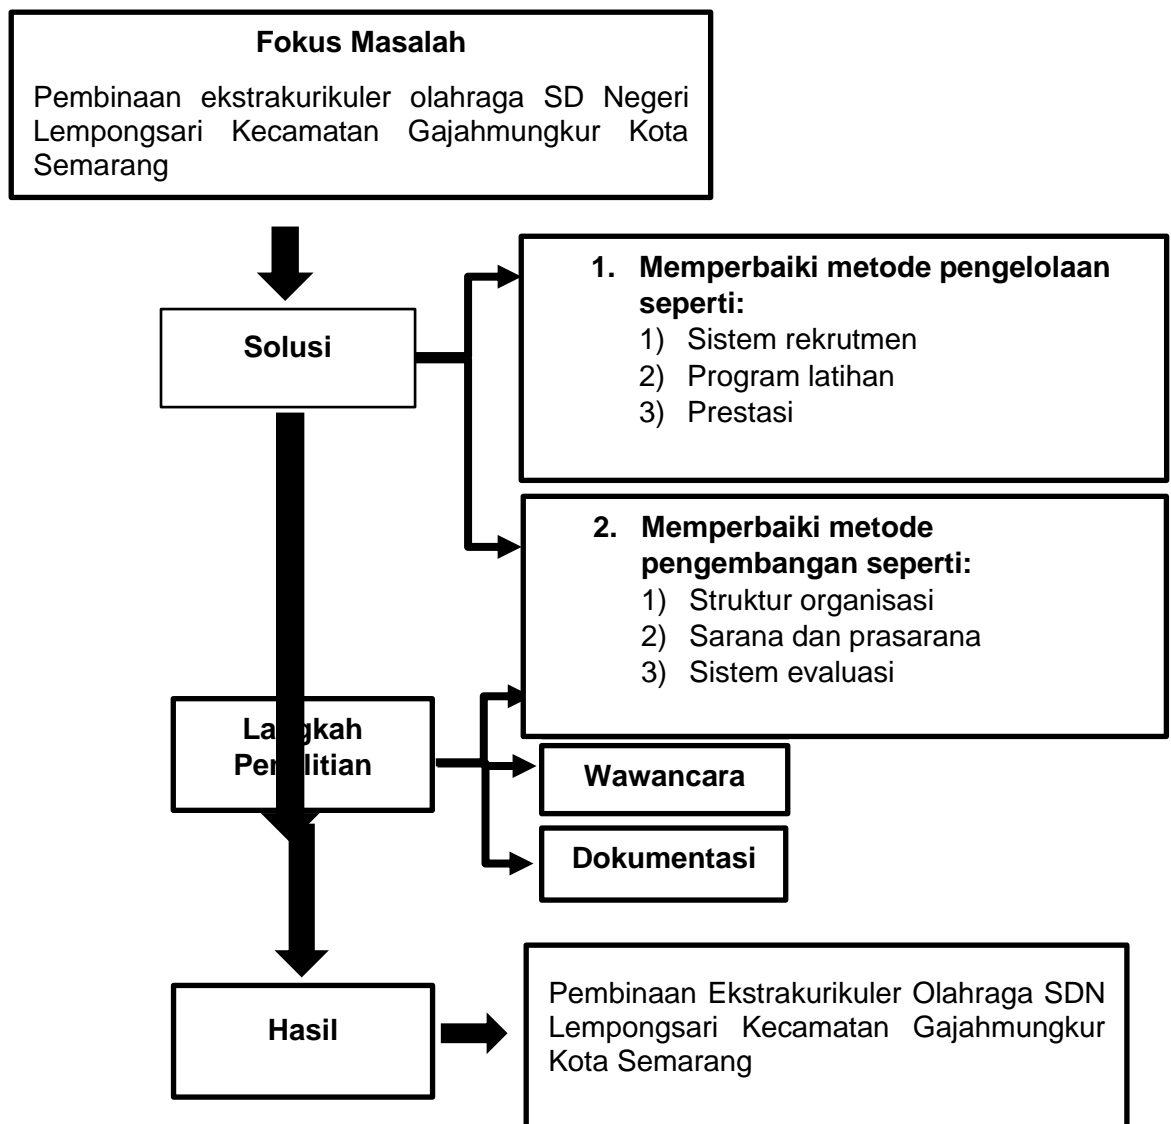 Fokus Masalah
Pembinaan ekstrakurikuler olahraga SD Negeri
Lempongsari Kecamatan Gajahmungkur Kota
Semarang
Solusi
1. Memperbaiki metode pengelolaan
seperti:
1) Sistem rekrutmen
2) Program latihan
3) Prestasi
2. Memperbaiki metode
pengembangan seperti:
1) Struktur organisasi
2) Sarana dan prasarana
3) Sistem evaluasi
Langkah
Penelitian
Wawancara
Dokumentasi
Hasil
Pembinaan Ekstrakurikuler Olahraga SDN
Lempongsari Kecamatan Gajahmungkur
Kota Semarang